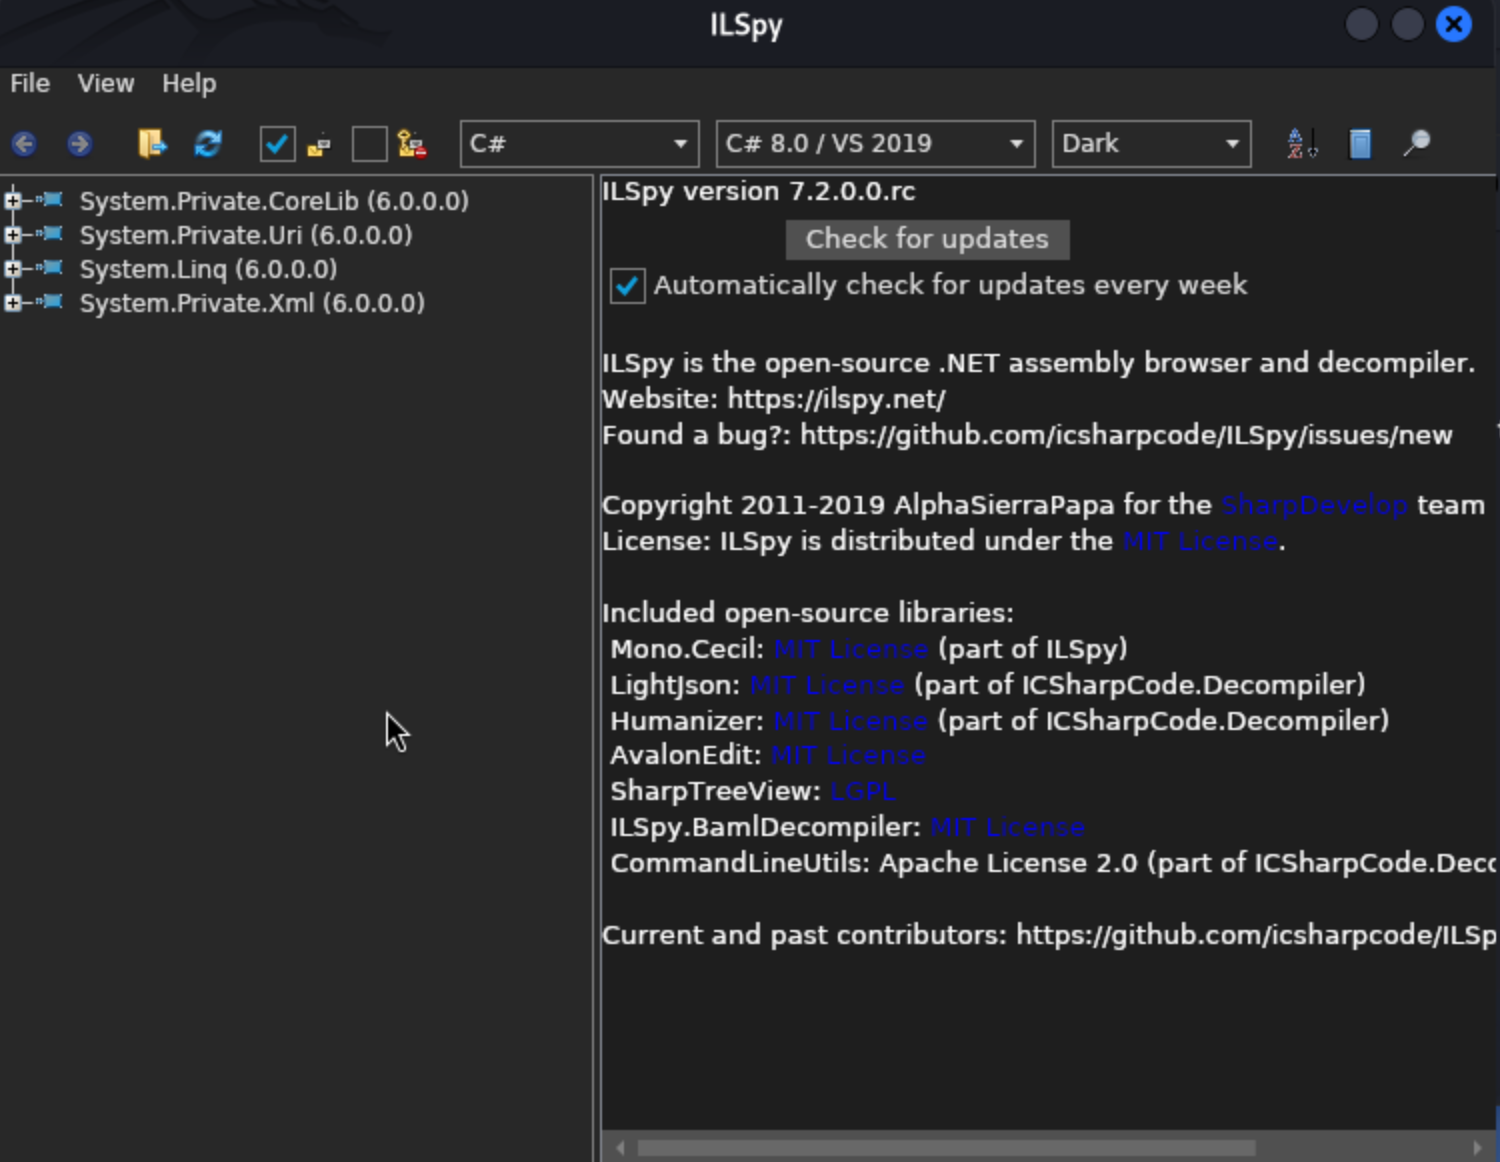 ILSpy
File View Help
C# C# 8.0 / VS 2019 Dark
System.Private.CoreLib (6.0.0.0)
System.Private.Uri (6.0.0.0)
System.Linq (6.0.0.0)
System.Private.Xml (6.0.0.0)
ILSpy version 7.2.0.0.rc
Check for updates
Automatically check for updates every week
ILSpy is the open-source .NET assembly browser and decompiler.
Website: https://ilspy.net/
Found a bug?: https://github.com/icsharpcode/ILSpy/issues/new
Copyright 2011-2019 AlphaSierraPapa for the SharpDevelop team
License: ILSpy is distributed under the MIT License.
Included open-source libraries:
Mono.Cecil: MIT License (part of ILSpy)
LightJson: MIT License (part of ICSharpCode.Decompiler)
Humanizer: MIT License (part of ICSharpCode.Decompiler)
AvalonEdit: MIT License
SharpTreeView: LGPL
ILSpy.BamlDecompiler: MIT License
CommandLineUtils: Apache License 2.0 (part of ICSharpCode.Decc
Current and past contributors: https://github.com/icsharpcode/ILSp